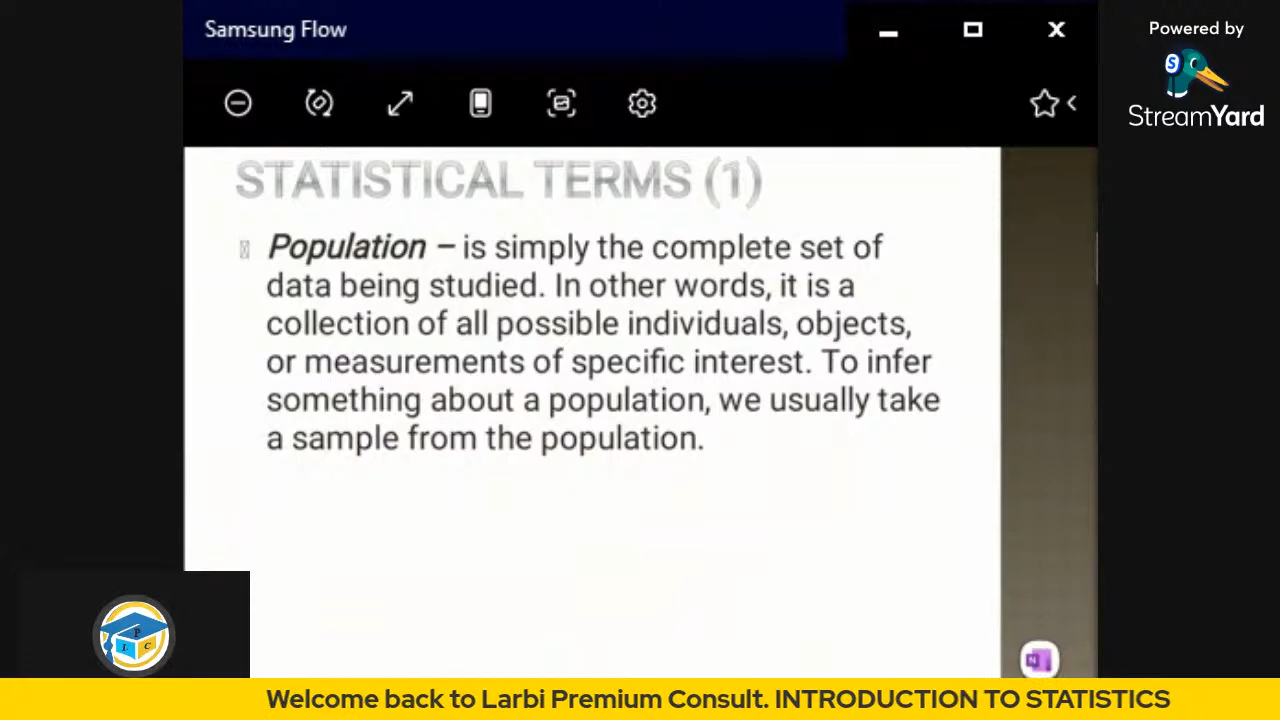 Samsung Flow
Powered by
StreamYard
STATISTICAL TERMS (1)
Population – is simply the complete set of
data being studied. In other words, it is a
collection of all possible individuals, objects,
or measurements of specific interest. To infer
something about a population, we usually take
a sample from the population.
P
L C
N
Welcome back to Larbi Premium Consult. INTRODUCTION TO STATISTICS